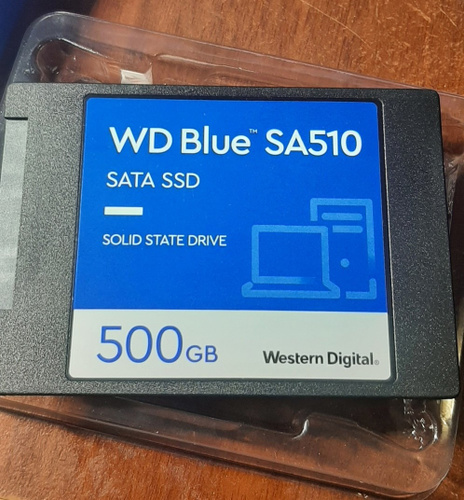 WD Blue™ SA510
SATA SSD
SOLID STATE DRIVE
500GB
Western Digital®